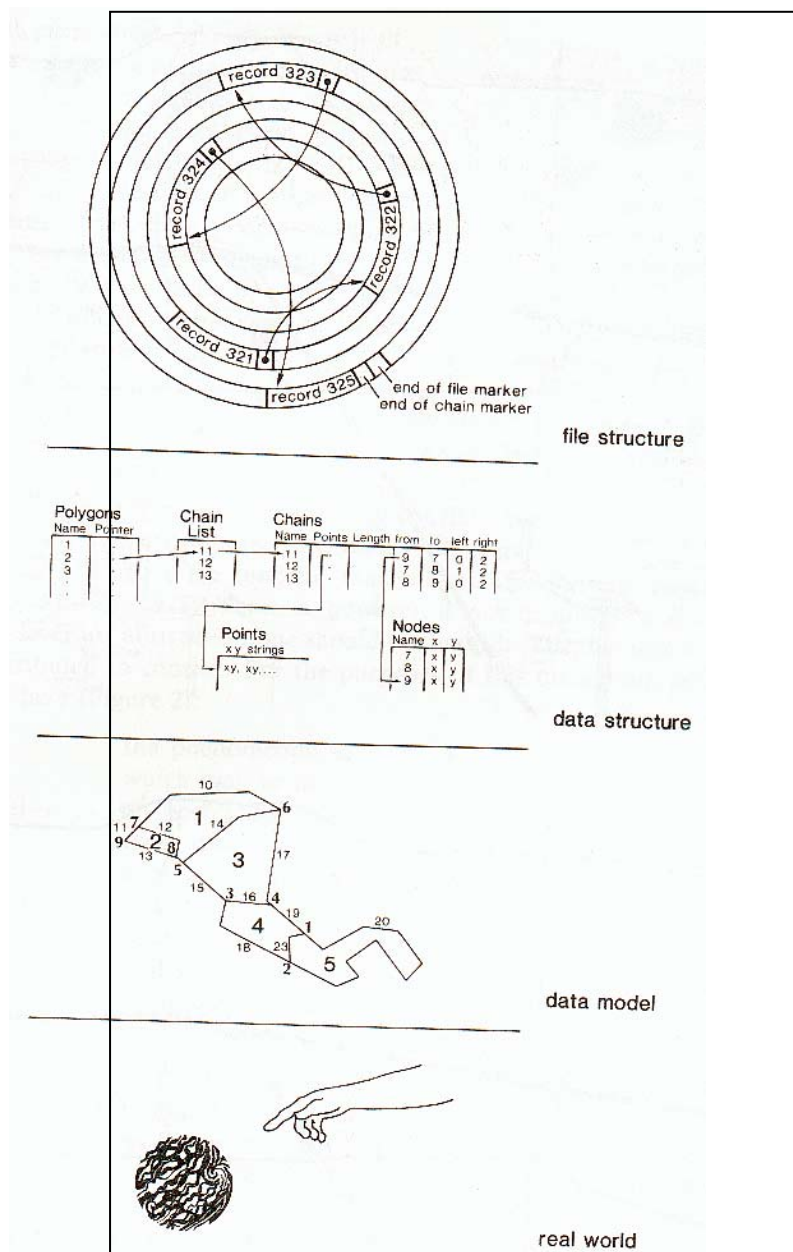 record 323
record 324
record 322
record 321
record 325
end of file marker
end of chain marker
file structure
Polygons
Name Pointer
1
2
3
Chain
List
11
12
13
Chains
Name Points Length from to left right
11 9 7 0 2
12 7 8 1 2
13 8 9 0 2
Points
xy strings
xy, xy,...
Nodes
Name x y
7 x y
8 x y
9 x y
data structure
10
6
11 7 12 1 14
9 2 8
13 5 3 17
15 3 16 4
19
4 1 20
18 23
2 5
data model
real world